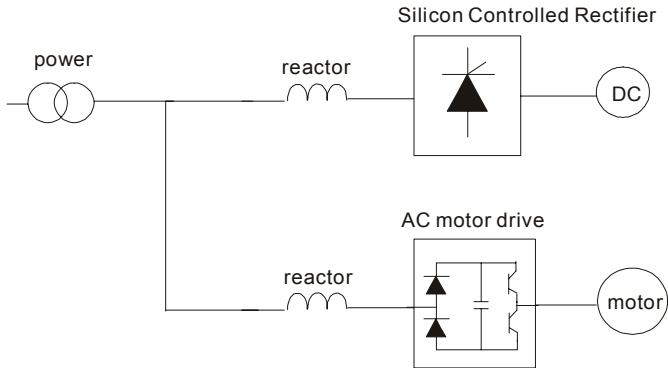 Silicon Controlled Rectifier
power
reactor
DC
AC motor drive
reactor
motor